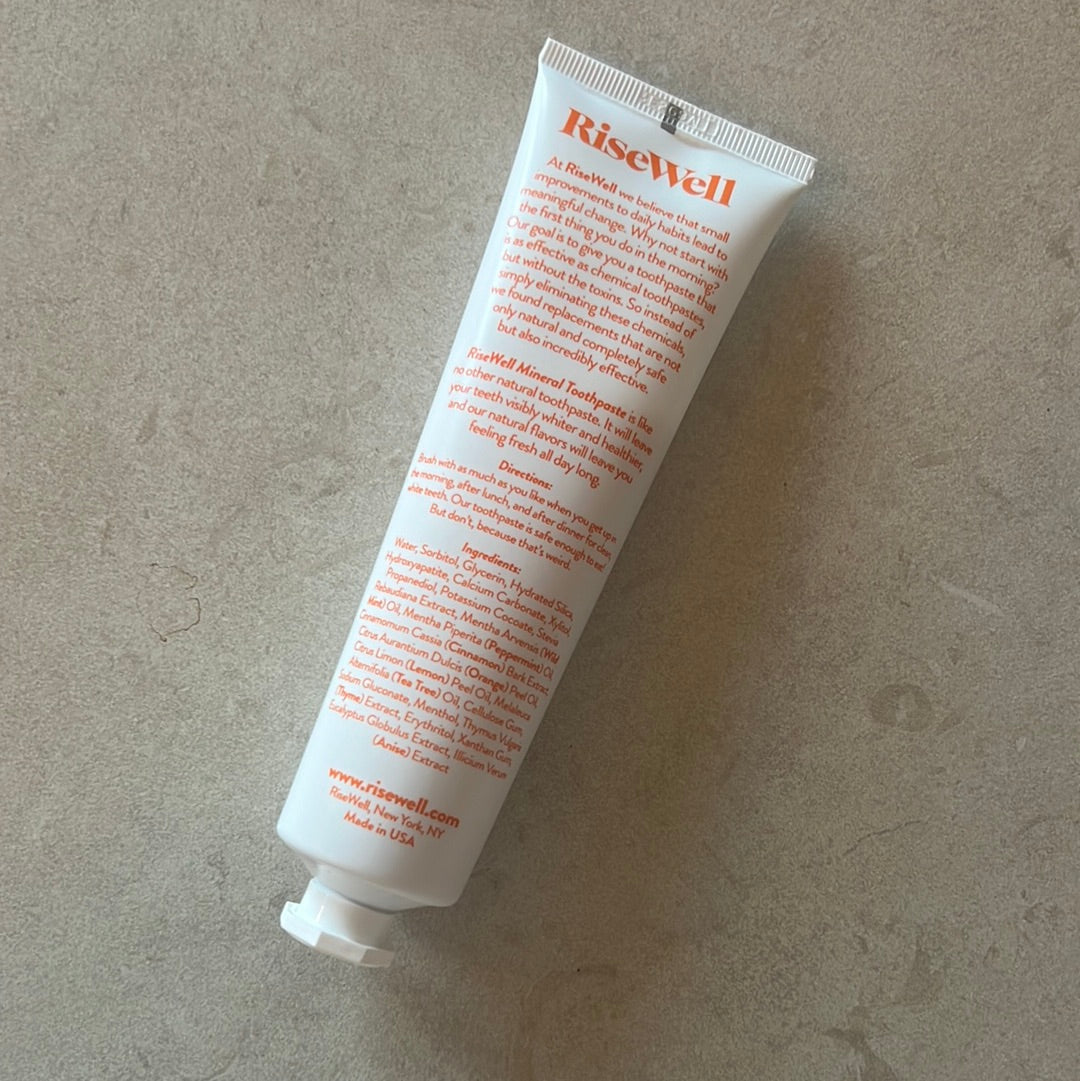 RiseWell
At RiseWell we believe that small
improvements to daily habits lead to
meaningful change. Why not start with
the first thing you do in the morning?
Our goal is to give you a toothpaste that
is as effective as chemical toothpastes,
but without the toxins. So instead of
simply eliminating these chemicals,
we found replacements that are not
only natural and completely safe
but also incredibly effective.
RiseWell Mineral Toothpaste is like
no other natural toothpaste. It will leave
your teeth visibly whiter and healthier,
and our natural flavors will leave you
feeling fresh all day long.
Directions:
Brush with as much as you like when you get up in
the morning, after lunch, and after dinner for clean,
white teeth. Our toothpaste is safe enough to eat!
But don't, because that's weird.
Ingredients:
Water, Sorbitol, Glycerin, Hydrated Silica,
Hydroxyapatite, Calcium Carbonate, Xylitol,
Propanediol, Potassium Cocoate, Stevia
Rebaudiana Extract, Mentha Arvensis (Wild
Mint) Oil, Mentha Piperita (Peppermint) Oil,
Cinnamomum Cassia (Cinnamon) Bark Extract,
Citrus Aurantium Dulcis (Orange) Peel Oil,
Citrus Limon (Lemon) Peel Oil, Melaleuca
Alternifolia (Tea Tree) Oil, Cellulose Gum,
Sodium Gluconate, Menthol, Thymus Vulgaris
(Thyme) Extract, Erythritol, Xanthan Gum,
Eucalyptus Globulus Extract, Illicium Verum
(Anise) Extract
www.risewell.com
RiseWell, New York, NY
Made in USA